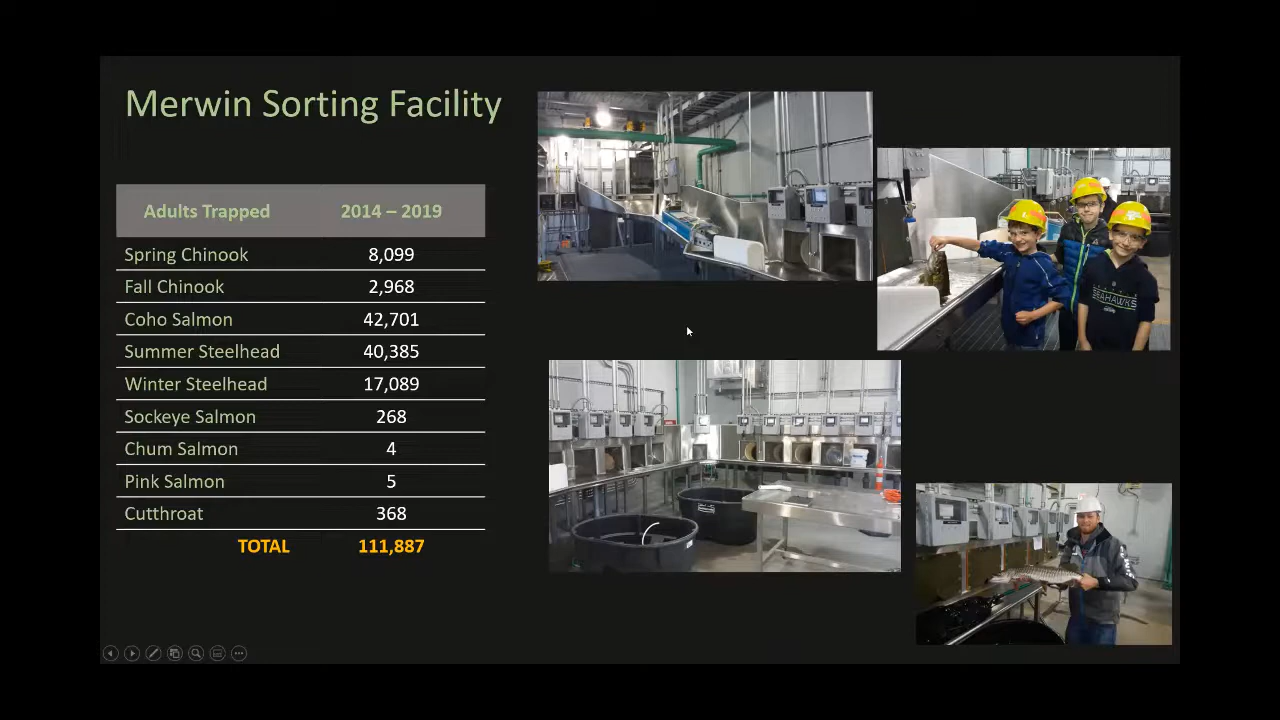 Merwin Sorting Facility
Adults Trapped 2014 – 2019
Spring Chinook 8,099
Fall Chinook 2,968
Coho Salmon 42,701
Summer Steelhead 40,385
Winter Steelhead 17,089
Sockeye Salmon 268
Chum Salmon 4
Pink Salmon 5
Cutthroat 368
TOTAL 111,887
SEAHAWKS